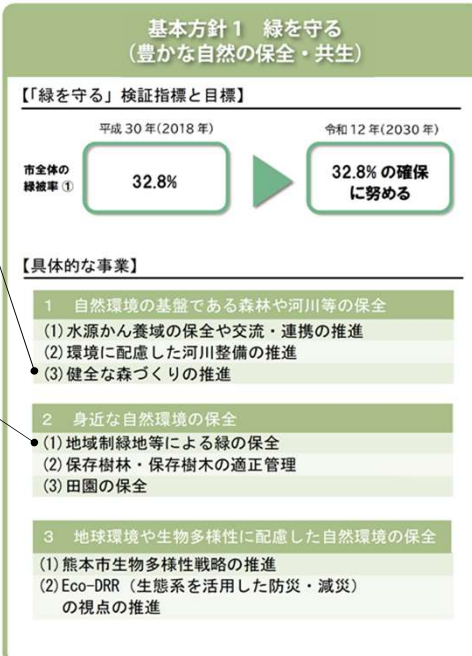 基本方針1 緑を守る
(豊かな自然の保全・共生)
【「緑を守る」検証指標と目標】
平成 30 年(2018 年)
令和 12 年(2030 年)
市全体の
緑被率 ①
32.8%
32.8% の確保
に努める
【具体的な事業】
1 自然環境の基盤である森林や河川等の保全
(1) 水源かん養域の保全や交流・連携の推進
(2) 環境に配慮した河川整備の推進
(3) 健全な森づくりの推進
2 身近な自然環境の保全
(1) 地域制緑地等による緑の保全
(2) 保存樹林・保存樹木の適正管理
(3) 田園の保全
3 地球環境や生物多様性に配慮した自然環境の保全
(1) 熊本市生物多様性戦略の推進
(2) Eco-DRR (生態系を活用した防災・減災)
の視点の推進